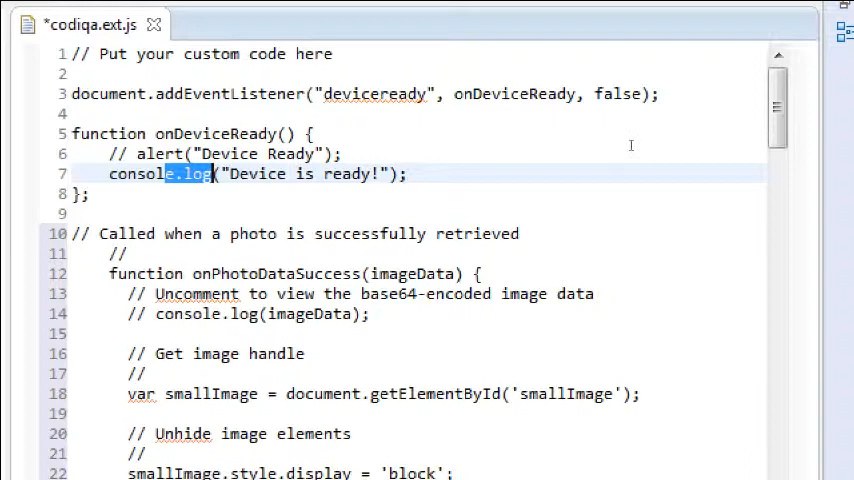 *codiqa.ext.js
1 // Put your custom code here
2
3 document.addEventListener("deviceready", onDeviceReady, false);
4
5 function onDeviceReady() {
6 // alert("Device Ready");
7 console.log("Device is ready!");
8 };
9
10 // Called when a photo is successfully retrieved
11 //
12 function onPhotoDataSuccess(imageData) {
13 // Uncomment to view the base64-encoded image data
14 // console.log(imageData);
15
16 // Get image handle
17 //
18 var smallImage = document.getElementById('smallImage');
19
20 // Unhide image elements
21 //
22 smallImage.style.display = 'block';